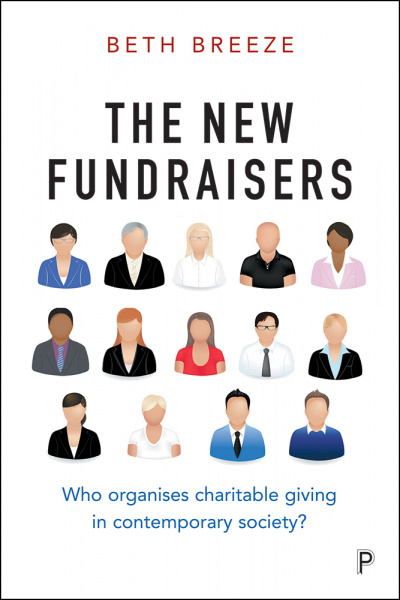 BETH BREEZE
THE NEW
FUNDRAISERS
Who organises charitable giving
in contemporary society?
P